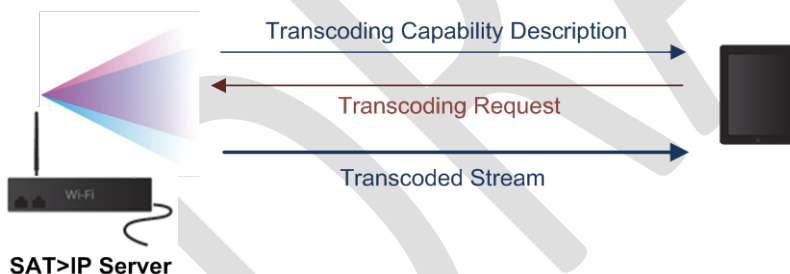 Transcoding Capability Description
Transcoding Request
Transcoded Stream
Wi-Fi
SAT>IP Server